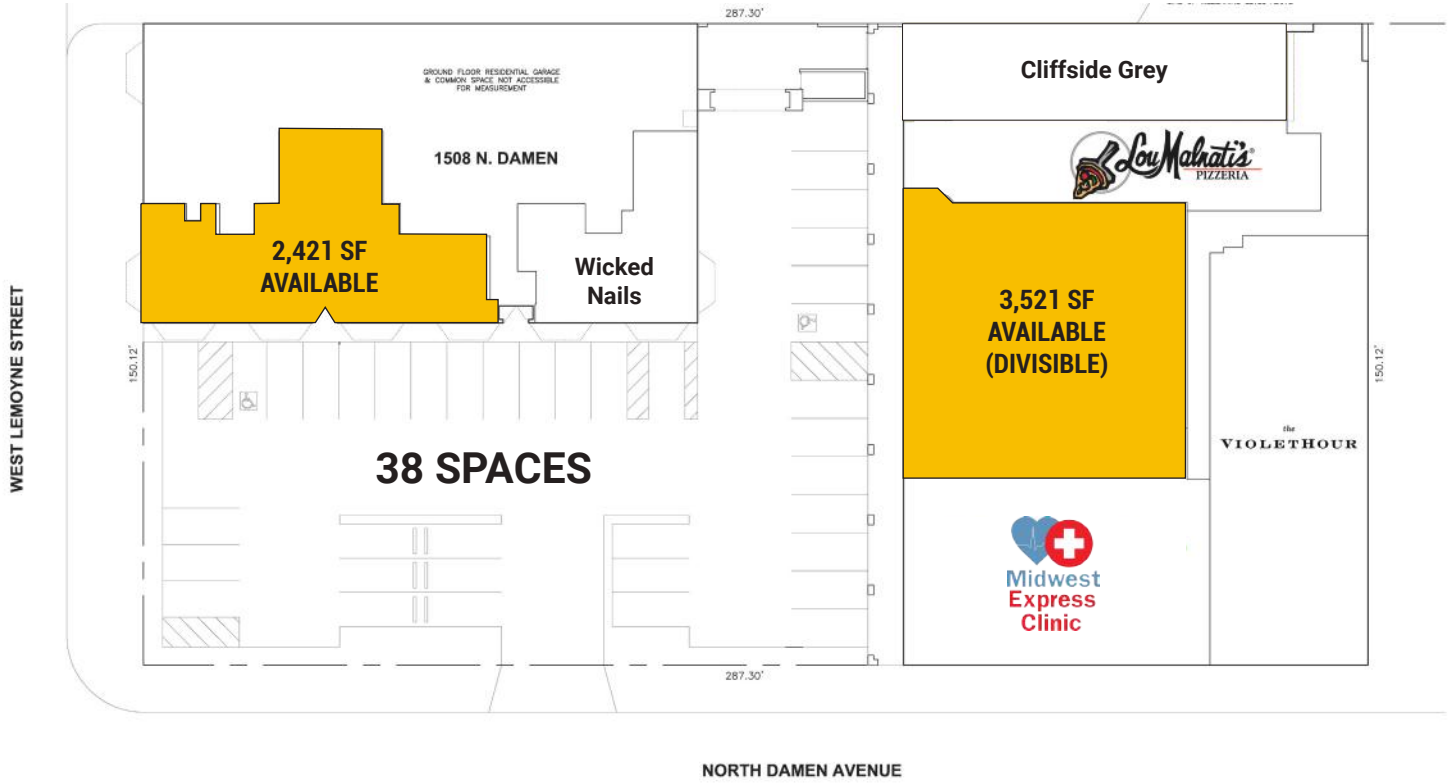 287.30'
GROUND FLOOR RESIDENTIAL GARAGE
& COMMON SPACE NOT ACCESSIBLE
FOR MEASUREMENT
Cliffside Grey
1508 N. DAMEN
Lou Malnati's®
PIZZERIA
2,421 SF
AVAILABLE
Wicked
Nails
3,521 SF
AVAILABLE
(DIVISIBLE)
WEST LEMOYNE STREET
150.12'
150.12'
the
VIOLETHOUR
38 SPACES
Midwest
Express
Clinic
287.30'
NORTH DAMEN AVENUE